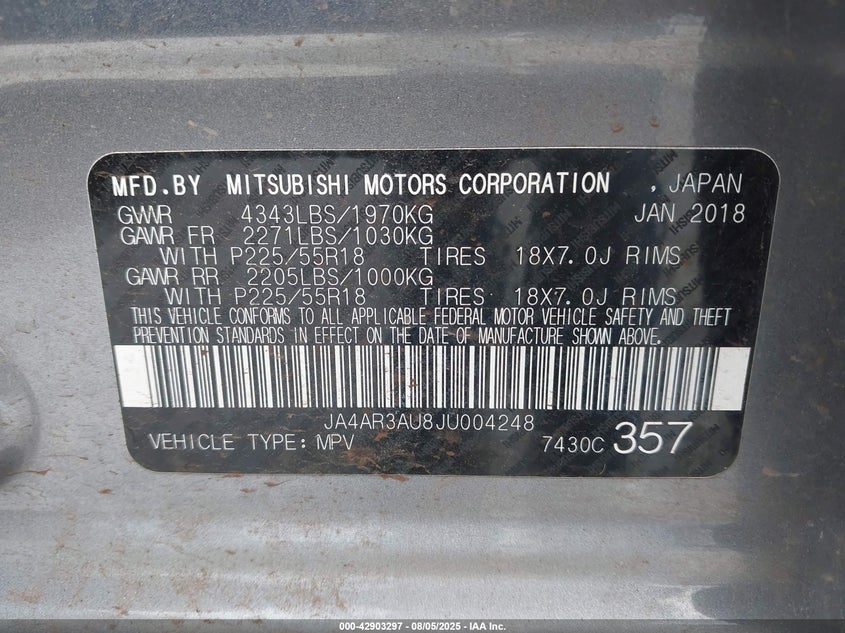 MFD.BY MITSUBISHI MOTORS CORPORATION , JAPAN
GVWR 4343LBS/1970KG JAN 2018
GAWR FR 2271LBS/1030KG
WITH P225/55R18 TIRES 18X7.0J RIMS
GAWR RR 2205LBS/1000KG
WITH P225/55R18 TIRES 18X7.0J RIMS
THIS VEHICLE CONFORMS TO ALL APPLICABLE FEDERAL MOTOR VEHICLE SAFETY AND THEFT
PREVENTION STANDARDS IN EFFECT ON THE DATE OF MANUFACTURE SHOWN ABOVE.
JA4AR3AU8JU004248
VEHICLE TYPE: MPV 7430C 357
000-42903297 - 08/05/2025 - IAA Inc.